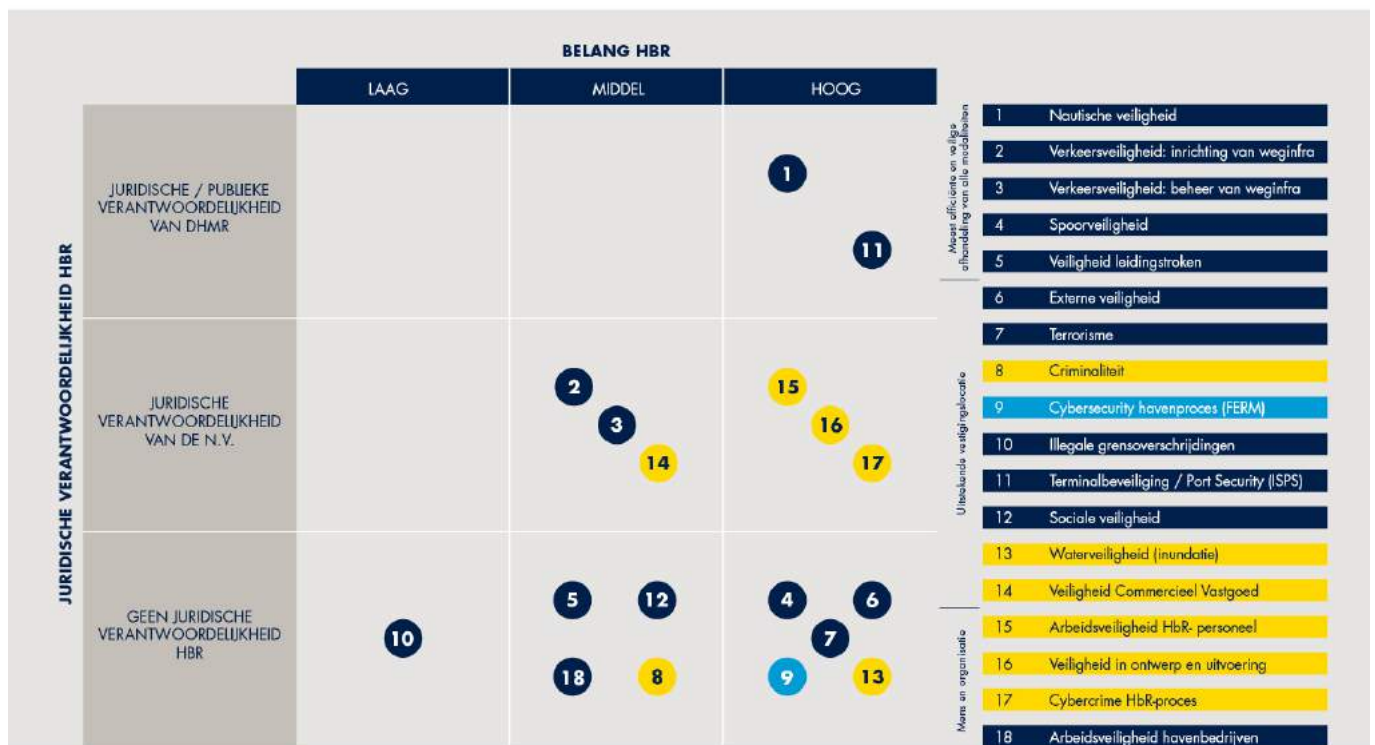 BELANG HBR
LAAG
MIDDEL
HOOG
JURIDISCHE VERANTWOORDELIJKHEID HBR
JURIDISCHE / PUBLIEKE
VERANTWOORDELIJKHEID
VAN DHMR
1
11
JURIDISCHE
VERANTWOORDELIJKHEID
VAN DE N.V.
2
3
14
15
16
17
GEEN JURIDISCHE
VERANTWOORDELIJKHEID
HBR
10
5
12
18
8
4
6
7
9
13
Meest efficiënte en veilige
afhandeling van alle modaliteiten
Uitstekende vestigingslocatie
Mens en organisatie
1 Nautische veiligheid
2 Verkeersveiligheid: inrichting van weginfra
3 Verkeersveiligheid: beheer van weginfra
4 Spoorveiligheid
5 Veiligheid leidingstroken
6 Externe veiligheid
7 Terrorisme
8 Criminaliteit
9 Cybersecurity havenproces (FERM)
10 Illegale grensoverschrijdingen
11 Terminalbeveiliging / Port Security (ISPS)
12 Sociale veiligheid
13 Waterveiligheid (inundatie)
14 Veiligheid Commercieel Vastgoed
15 Arbeidsveiligheid HbR- personeel
16 Veiligheid in ontwerp en uitvoering
17 Cybercrime HbR-proces
18 Arbeidsveiligheid havenbedrijven